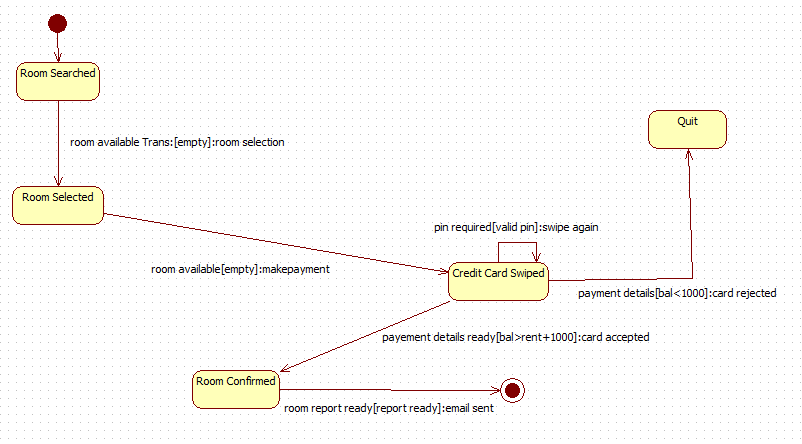 Room Searched
Quit
room available Trans:[empty]:room selection
Room Selected
pin required[valid pin]:swipe again
room available[empty]:makepayment
Credit Card Swiped
payment details[bal<1000]:card rejected
payement details ready[bal>rent+1000]:card accepted
Room Confirmed
room report ready[report ready]:email sent